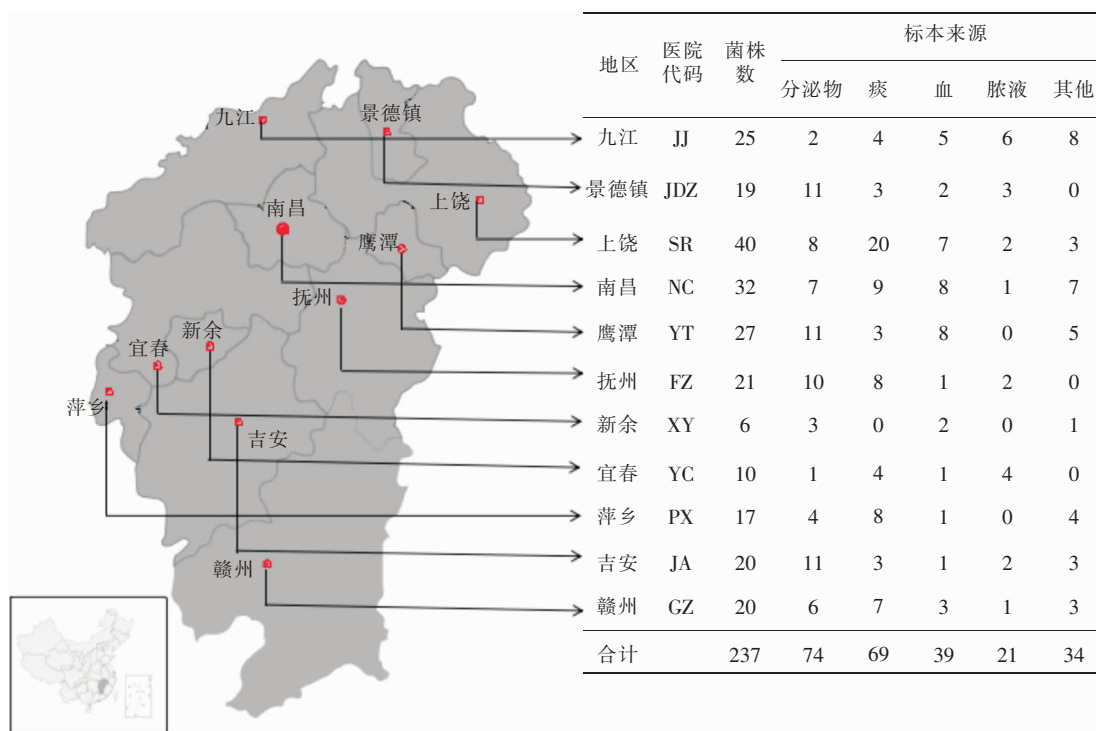 九江
景德镇
上饶
南昌
鹰潭
抚州
新余
宜春
萍乡
吉安
赣州
地区 医院代码 菌株数 标本来源
分泌物 痰 血 脓液 其他
九江 JJ 25 2 4 5 6 8
景德镇 JDZ 19 11 3 2 3 0
上饶 SR 40 8 20 7 2 3
南昌 NC 32 7 9 8 1 7
鹰潭 YT 27 11 3 8 0 5
抚州 FZ 21 10 8 1 2 0
新余 XY 6 3 0 2 0 1
宜春 YC 10 1 4 1 4 0
萍乡 PX 17 4 8 1 0 4
吉安 JA 20 11 3 1 2 3
赣州 GZ 20 6 7 3 1 3
合计 237 74 69 39 21 34